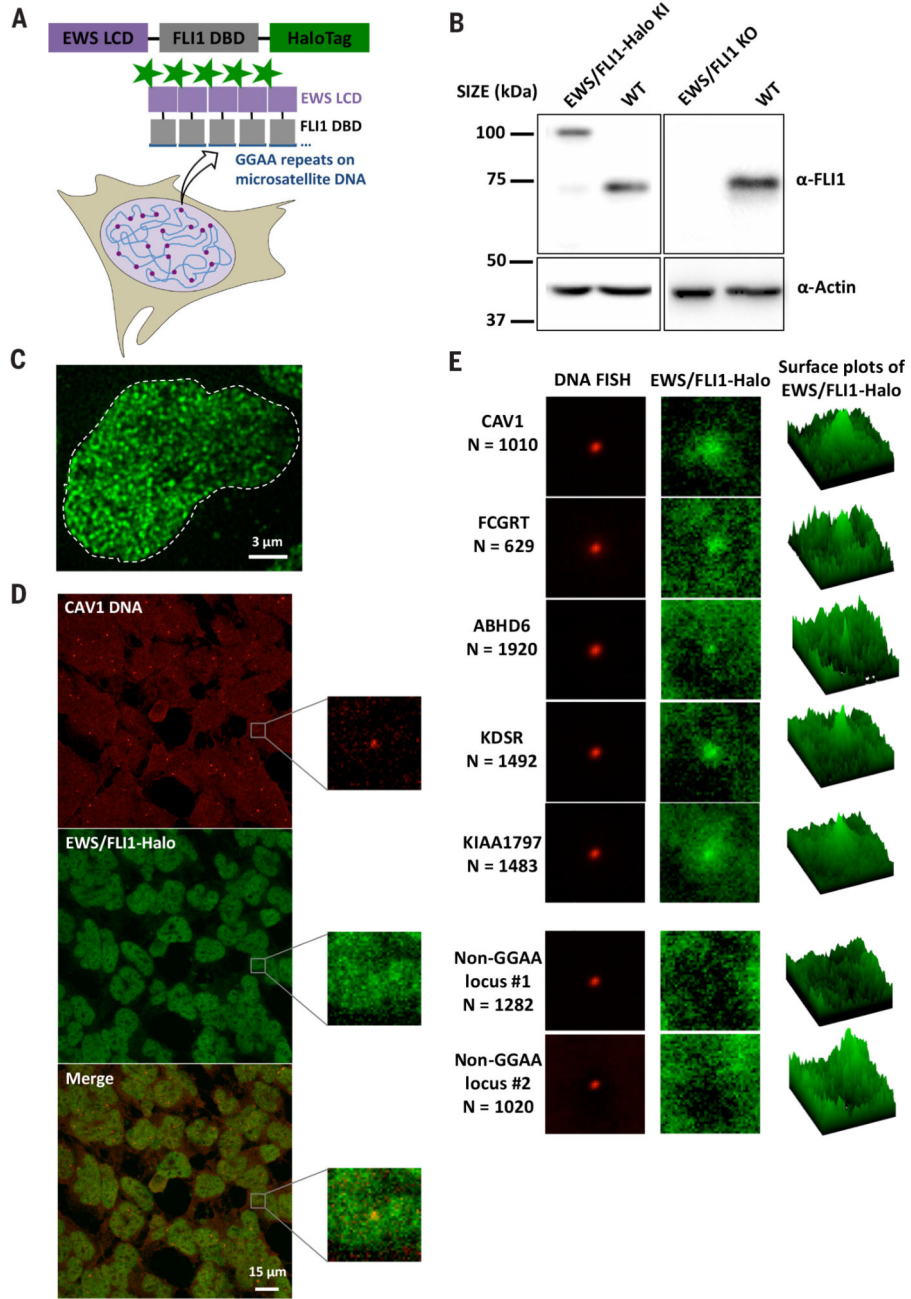 A
EWS LCD
FLI1 DBD
HaloTag
EWS LCD
FLI1 DBD
...
GGAA repeats on
microsatellite DNA
B
SIZE (kDa)
EWS/FLI1-Halo KI
WT
EWS/FLI1 KO
WT
100
75
50
37
α-FLI1
α-Actin
C
3 μm
D
CAV1 DNA
EWS/FLI1-Halo
Merge
15 μm
E
DNA FISH
EWS/FLI1-Halo
Surface plots of
EWS/FLI1-Halo
CAV1
N = 1010
FCGRT
N = 629
ABHD6
N = 1920
KDSR
N = 1492
KIAA1797
N = 1483
Non-GGAA
locus #1
N = 1282
Non-GGAA
locus #2
N = 1020